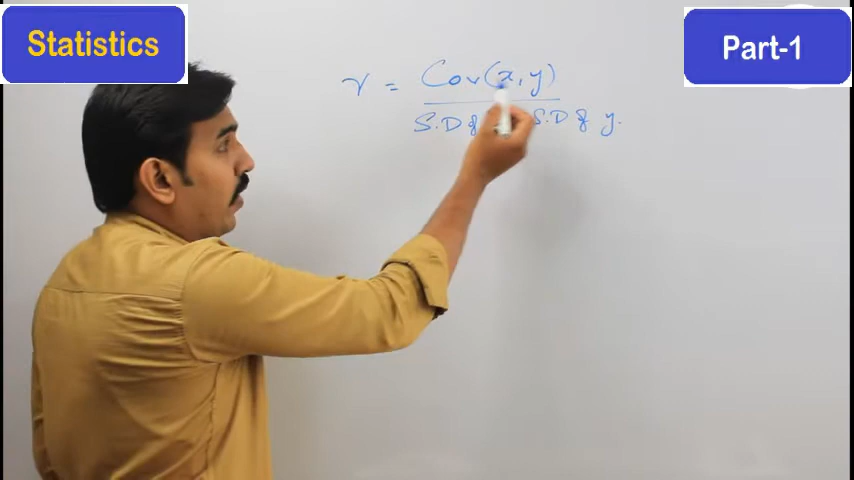 Statistics
Part-1
r = Cov(x, y)
S.D of S.D of y.